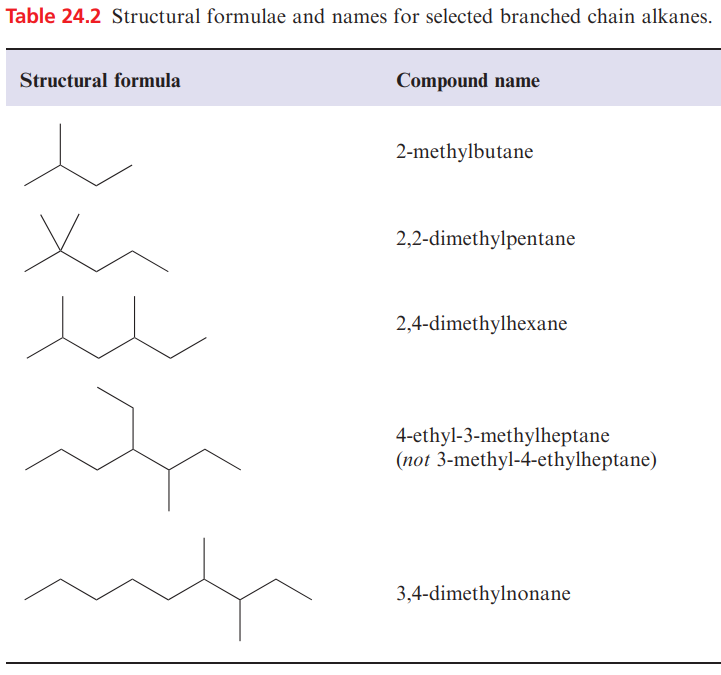 Table 24.2 Structural formulae and names for selected branched chain alkanes.
Structural formula Compound name
2-methylbutane
2,2-dimethylpentane
2,4-dimethylhexane
4-ethyl-3-methylheptane
(not 3-methyl-4-ethylheptane)
3,4-dimethylnonane